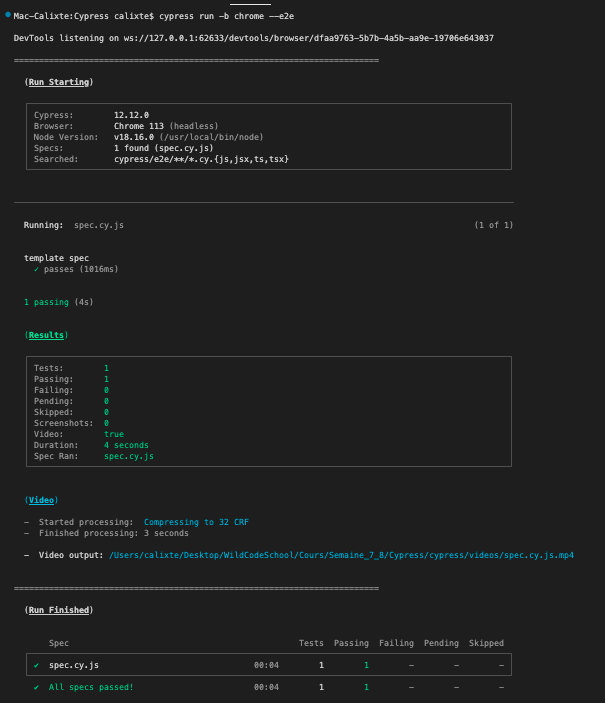 Mac-Calixte:Cypress calixte$ cypress run -b chrome --e2e
DevTools listening on ws://127.0.0.1:62633/devtools/browser/dfaa9763-5b7b-4a5b-aa9e-19706e643037
====================================================================================================
(Run Starting)
Cypress: 12.12.0
Browser: Chrome 113 (headless)
Node Version: v18.16.0 (/usr/local/bin/node)
Specs: 1 found (spec.cy.js)
Searched: cypress/e2e/**/*.cy.{js,jsx,ts,tsx}
Running: spec.cy.js (1 of 1)
template spec
✓ passes (1016ms)
1 passing (4s)
(Results)
Tests: 1
Passing: 1
Failing: 0
Pending: 0
Skipped: 0
Screenshots: 0
Video: true
Duration: 4 seconds
Spec Ran: spec.cy.js
(Video)
- Started processing: Compressing to 32 CRF
- Finished processing: 3 seconds
- Video output: /Users/calixte/Desktop/WildCodeSchool/Cours/Semaine_7_8/Cypress/cypress/videos/spec.cy.js.mp4
====================================================================================================
(Run Finished)
Spec Tests Passing Failing Pending Skipped
✔ spec.cy.js 00:04 1 1 - - -
✔ All specs passed! 00:04 1 1 - - -